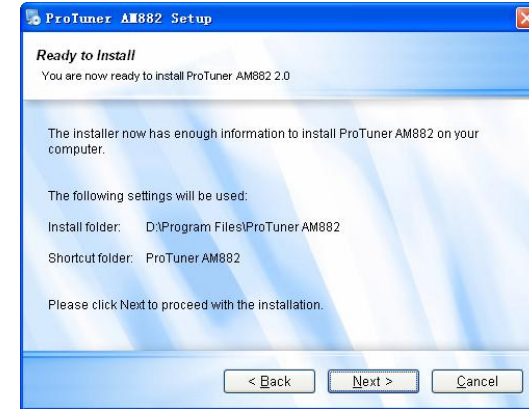 ProTuner AM882 Setup
Ready to Install
You are now ready to install ProTuner AM882 2.0
The installer now has enough information to install ProTuner AM882 on your
computer.
The following settings will be used:
Install folder: D:\Program Files\ProTuner AM882
Shortcut folder: ProTuner AM882
Please click Next to proceed with the installation.
< Back Next > Cancel